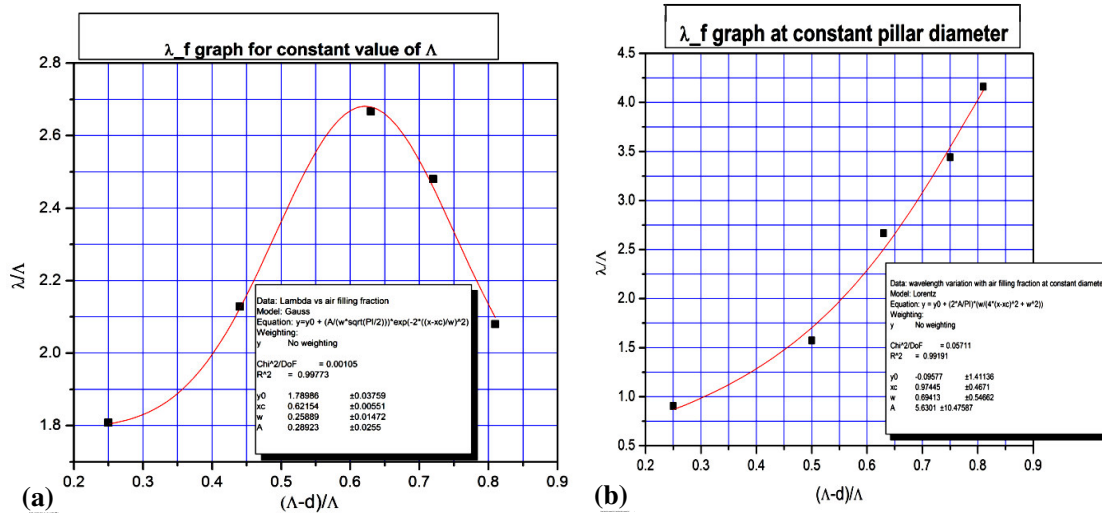 λ_f graph for constant value of Λ
2.8
2.6
2.4
2.2
2.0
1.8
λ/Λ
Data: Lambda vs air filling fraction
Model: Gauss
Equation: y=y0 + (A/(w*sqrt(PI/2)))*exp(-2*((x-xc)/w)^2)
Weighting:
y No weighting
Chi^2/DoF = 0.00105
R^2 = 0.99773
y0 1.78986 ±0.03759
xc 0.62154 ±0.00551
w 0.25889 ±0.01472
A 0.28923 ±0.0255
0.2 0.3 0.4 0.5 0.6 0.7 0.8 0.9
(Λ-d)/Λ
(a)
λ_f graph at constant pillar diameter
4.5
4.0
3.5
3.0
2.5
2.0
1.5
1.0
0.5
λ/Λ
Data: wavelength variation with air filling fraction at constant diamete
Model: Lorentz
Equation: y = y0 + (2*A/PI)*(w/(4*(x-xc)^2 + w^2))
Weighting:
y No weighting
Chi^2/DoF = 0.05711
R^2 = 0.99191
y0 -0.09577 ±1.41136
xc 0.97445 ±0.4671
w 0.69413 ±0.54662
A 5.6301 ±10.47587
0.2 0.3 0.4 0.5 0.6 0.7 0.8 0.9
(Λ-d)/Λ
(b)